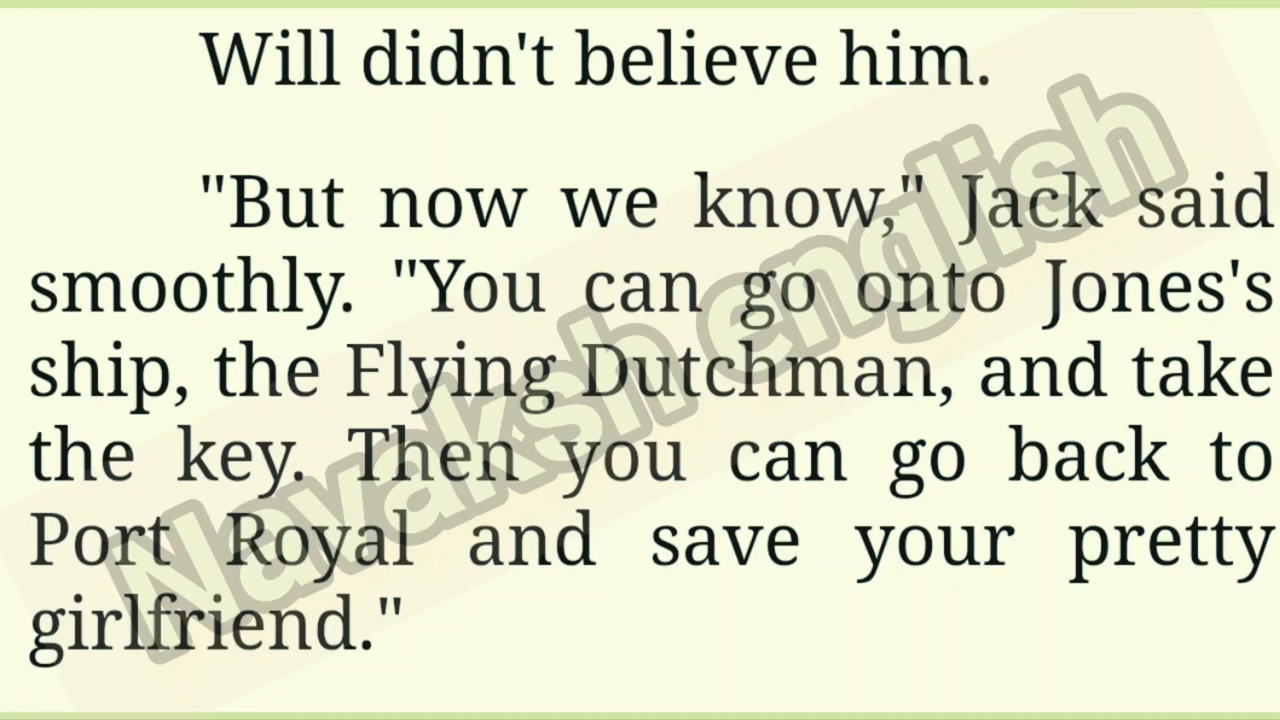 Will didn't believe him.
"But now we know," Jack said
smoothly. "You can go onto Jones's
ship, the Flying Dutchman, and take
the key. Then you can go back to
Port Royal and save your pretty
girlfriend."
Navaksh english